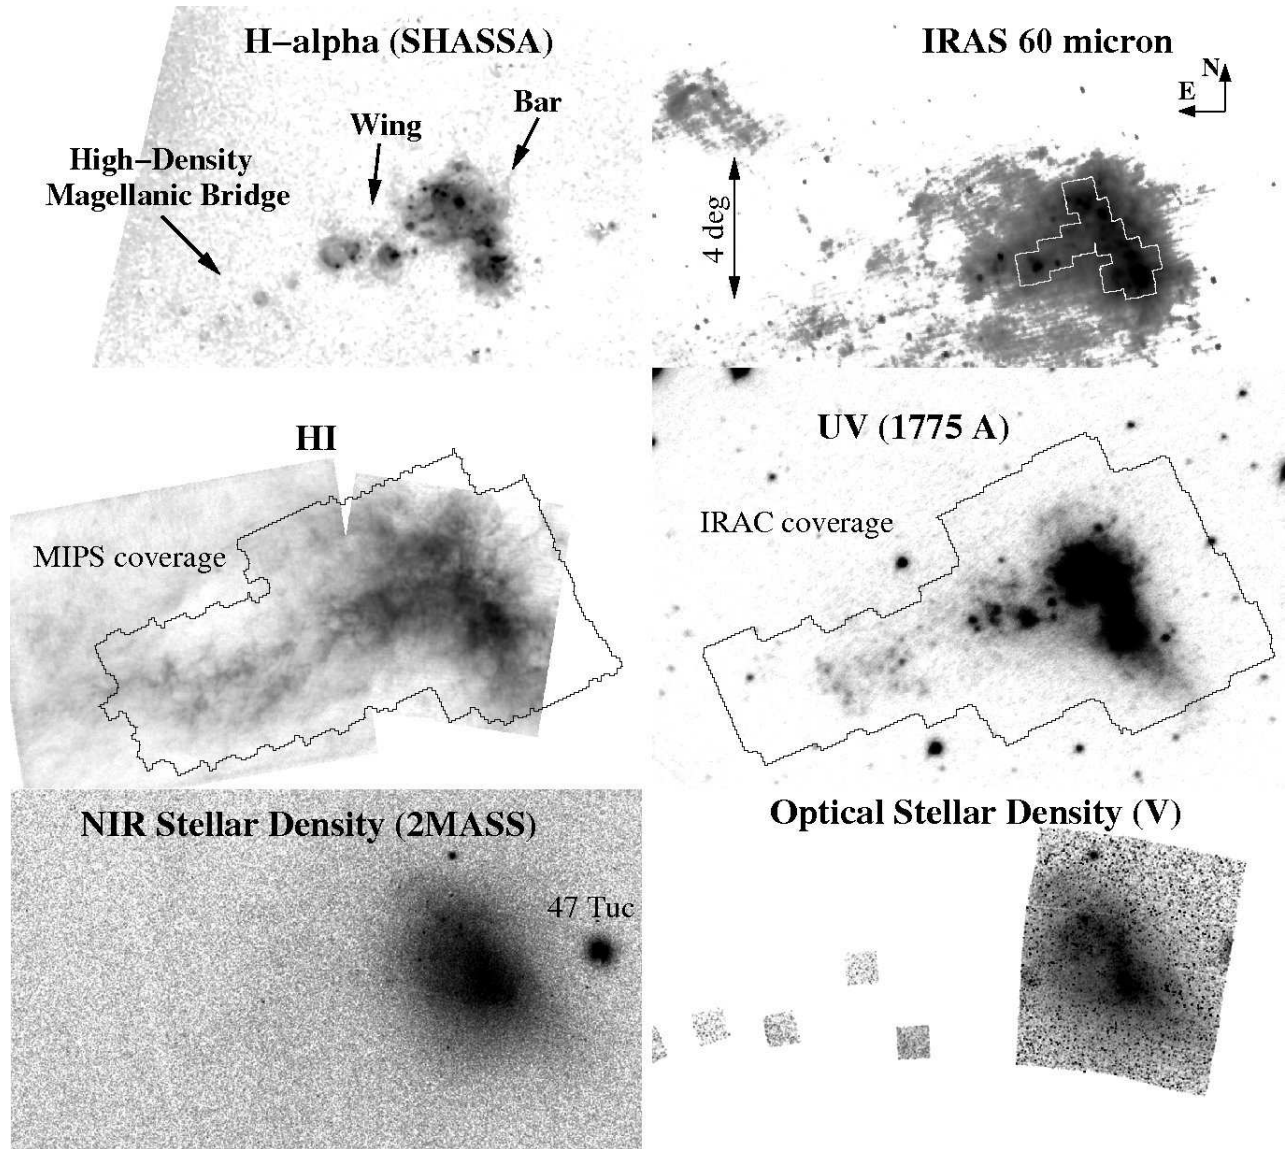 H−alpha (SHASSA)
Bar
Wing
High−Density
Magellanic Bridge
IRAS 60 micron
N
E
4 deg
HI
MIPS coverage
UV (1775 A)
IRAC coverage
NIR Stellar Density (2MASS)
47 Tuc
Optical Stellar Density (V)